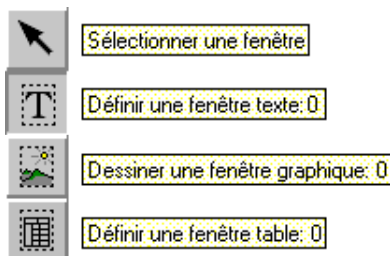 Sélectionner une fenêtre
T
Définir une fenêtre texte: 0
Dessiner une fenêtre graphique: 0
Définir une fenêtre table: 0